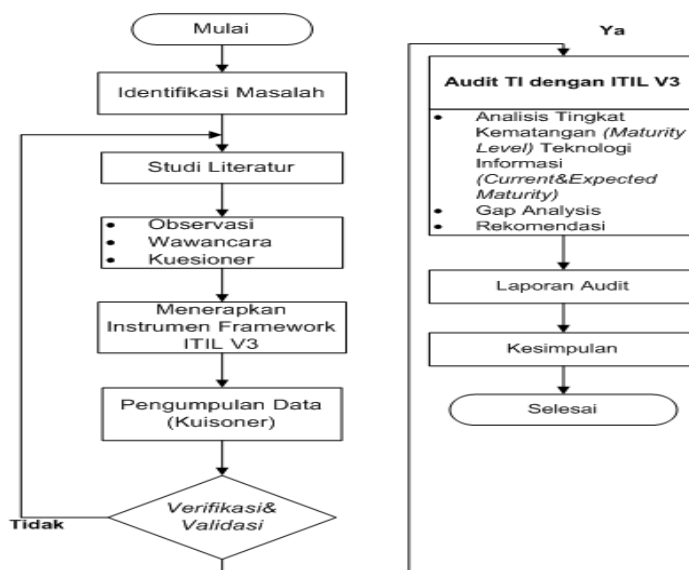 Mulai
Identifikasi Masalah
Studi Literatur
• Observasi
• Wawancara
• Kuesioner
Menerapkan
Instrumen Framework
ITIL V3
Pengumpulan Data
(Kuisoner)
Verifikasi&
Validasi
Tidak
Ya
Audit TI dengan ITIL V3
• Analisis Tingkat
Kematangan (Maturity
Level) Teknologi
Informasi
(Current&Expected
Maturity)
• Gap Analysis
• Rekomendasi
Laporan Audit
Kesimpulan
Selesai